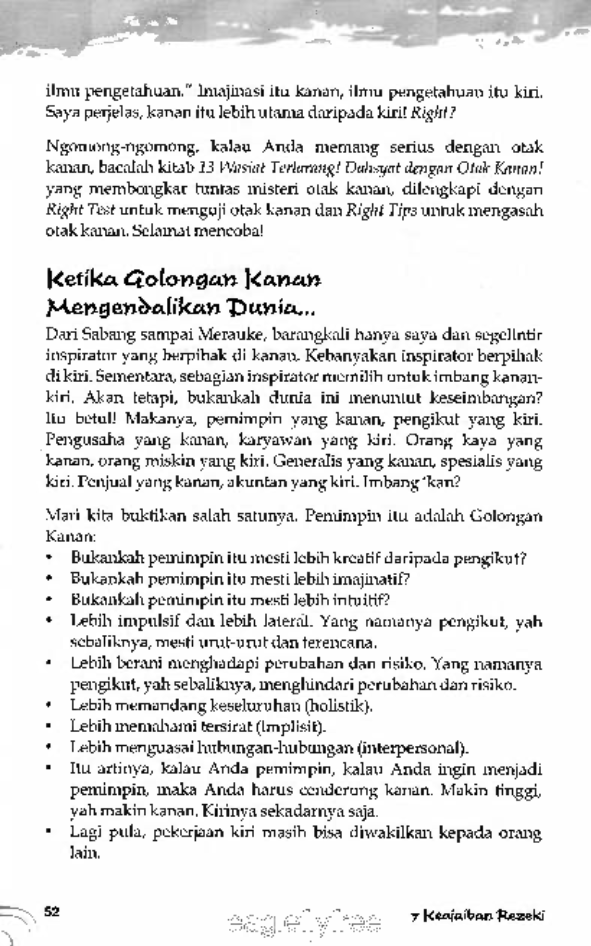 ilmu pengetahuan." Imajinasi itu kanan, ilmu pengetahuan itu kiri.
Saya perjelas, kanan itu lebih utama daripada kiri! Right?
Ngomong-ngomong, kalau Anda memang serius dengan otak
kanan, bacalah kitab 13 Wasiat Terlarang! Dahsyat dengan Otak Kanan!
yang membongkar tuntas misteri otak kanan, dilengkapi dengan
Right Test untuk menguji otak kanan dan Right Tips untuk mengasah
otak kanan. Selamat mencoba!
Ketika Golongan Kanan
Mengendalikan Dunia...
Dari Sabang sampai Merauke, barangkali hanya saya dan segelintir
inspirator yang berpihak di kanan. Kebanyakan inspirator berpihak
di kiri. Sementara, sebagian inspirator memilih untuk imbang kanan-
kiri. Akan tetapi, bukankah dunia ini menuntut keseimbangan?
Itu betul! Makanya, pemimpin yang kanan, pengikut yang kiri.
Pengusaha yang kanan, karyawan yang kiri. Orang kaya yang
kanan, orang miskin yang kiri. Generalis yang kanan, spesialis yang
kiri. Penjual yang kanan, akuntan yang kiri. Imbang 'kan?
Mari kita buktikan salah satunya. Pemimpin itu adalah Golongan
Kanan:
• Bukankah pemimpin itu mesti lebih kreatif daripada pengikut?
• Bukankah pemimpin itu mesti lebih imajinatif?
• Bukankah pemimpin itu mesti lebih intuitif?
• Lebih impulsif dan lebih lateral. Yang namanya pengikut, yah
sebaliknya, mesti urut-urut dan terencana.
• Lebih berani menghadapi perubahan dan risiko. Yang namanya
pengikut, yah sebaliknya, menghindari perubahan dan risiko.
• Lebih memandang keseluruhan (holistik).
• Lebih memahami tersirat (implisit).
• Lebih menguasai hubungan-hubungan (interpersonal).
• Itu artinya, kalau Anda pemimpin, kalau Anda ingin menjadi
pemimpin, maka Anda harus cenderung kanan. Makin tinggi,
yah makin kanan. Kirinya sekadarnya saja.
• Lagi pula, pekerjaan kiri masih bisa diwakilkan kepada orang
lain.
52
7 Keajaiban Rezeki